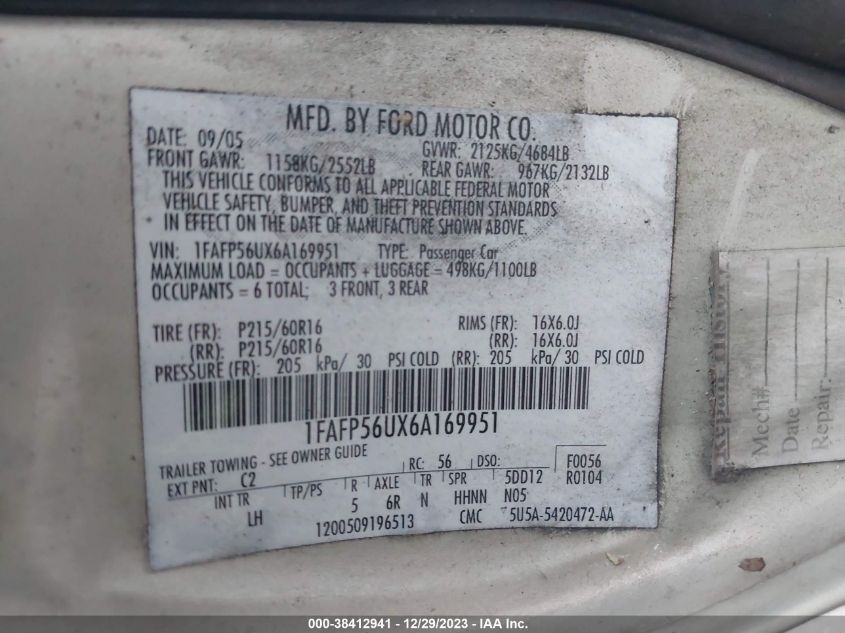 MFD. BY FORD MOTOR CO.
DATE: 09/05 GVWR: 2125KG/4684LB
FRONT GAWR: 1158KG/2552LB REAR GAWR: 967KG/2132LB
THIS VEHICLE CONFORMS TO ALL APPLICABLE FEDERAL MOTOR
VEHICLE SAFETY, BUMPER, AND THEFT PREVENTION STANDARDS
IN EFFECT ON THE DATE OF MANUFACTURE SHOWN ABOVE.
VIN: 1FAFP56UX6A169951 TYPE: Passenger Car
MAXIMUM LOAD = OCCUPANTS + LUGGAGE = 498KG/1100LB
OCCUPANTS = 6 TOTAL; 3 FRONT, 3 REAR
TIRE (FR): P215/60R16 RIMS (FR): 16X6.0J
(RR): P215/60R16 (RR): 16X6.0J
PRESSURE (FR): 205 kPa/ 30 PSI COLD (RR): 205 kPa/ 30 PSI COLD
1FAFP56UX6A169951
TRAILER TOWING - SEE OWNER GUIDE
EXT PNT: C2 RC: 56 DSO: F0056
INT TR TP/PS R AXLE TR SPR 5DD12 R0104
LH 5 6R N HHNN N05
1200509196513 CMC 5U5A-5420472-AA
Repair History
Mech#
Date
Repair:
000-38412941 - 12/29/2023 - IAA Inc.